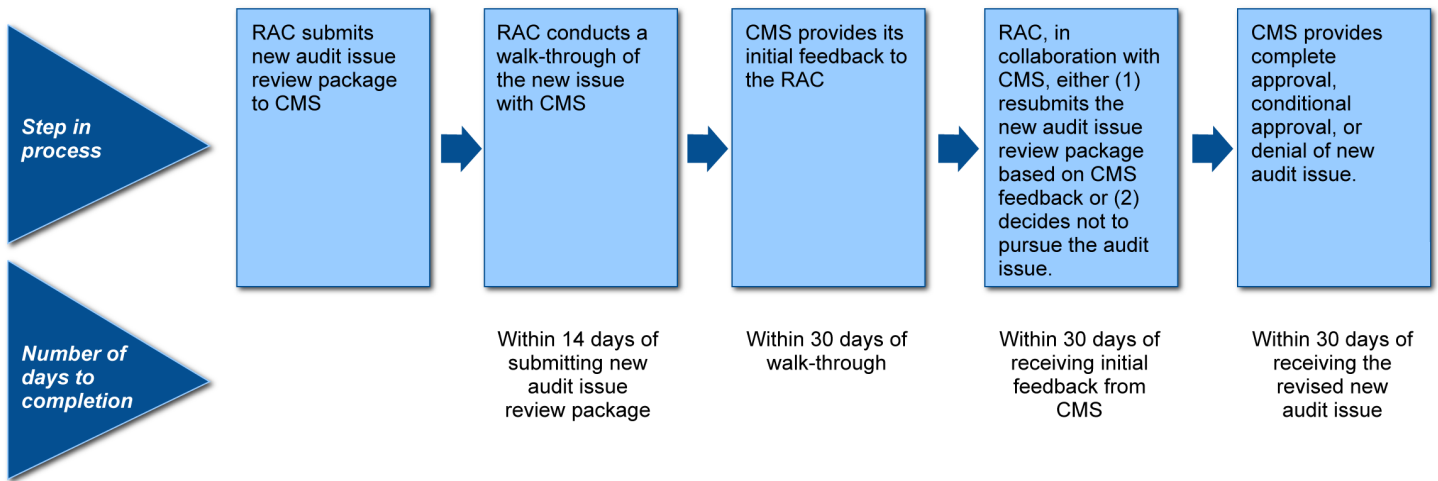 Step in
process
RAC submits
new audit issue
review package
to CMS
RAC conducts a
walk-through of
the new issue
with CMS
CMS provides its
initial feedback to
the RAC
RAC, in
collaboration with
CMS, either (1)
resubmits the
new audit issue
review package
based on CMS
feedback or (2)
decides not to
pursue the audit
issue.
CMS provides
complete
approval,
conditional
approval, or
denial of new
audit issue.
Number of
days to
completion
Within 14 days of
submitting new
audit issue
review package
Within 30 days of
walk-through
Within 30 days of
receiving initial
feedback from
CMS
Within 30 days of
receiving the
revised new
audit issue